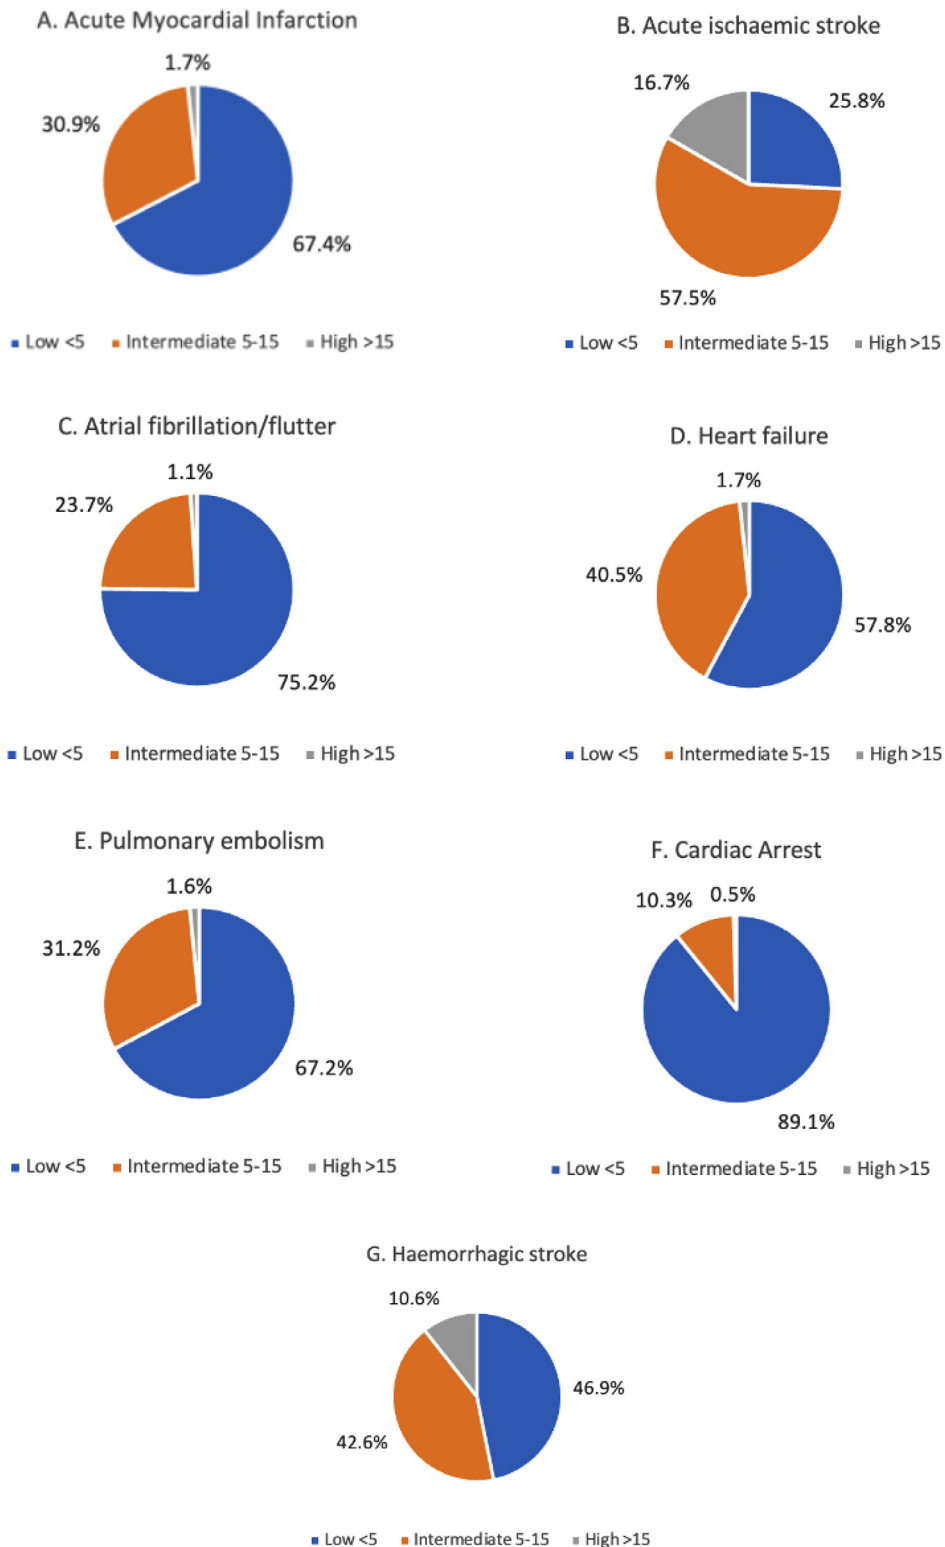 A. Acute Myocardial Infarction
1.7%
30.9%
67.4%
Low <5 Intermediate 5-15 High >15
B. Acute ischaemic stroke
16.7%
25.8%
57.5%
Low <5 Intermediate 5-15 High >15
C. Atrial fibrillation/flutter
1.1%
23.7%
75.2%
Low <5 Intermediate 5-15 High >15
D. Heart failure
1.7%
40.5%
57.8%
Low <5 Intermediate 5-15 High >15
E. Pulmonary embolism
1.6%
31.2%
67.2%
Low <5 Intermediate 5-15 High >15
F. Cardiac Arrest
10.3% 0.5%
89.1%
Low <5 Intermediate 5-15 High >15
G. Haemorrhagic stroke
10.6%
46.9%
42.6%
Low <5 Intermediate 5-15 High >15